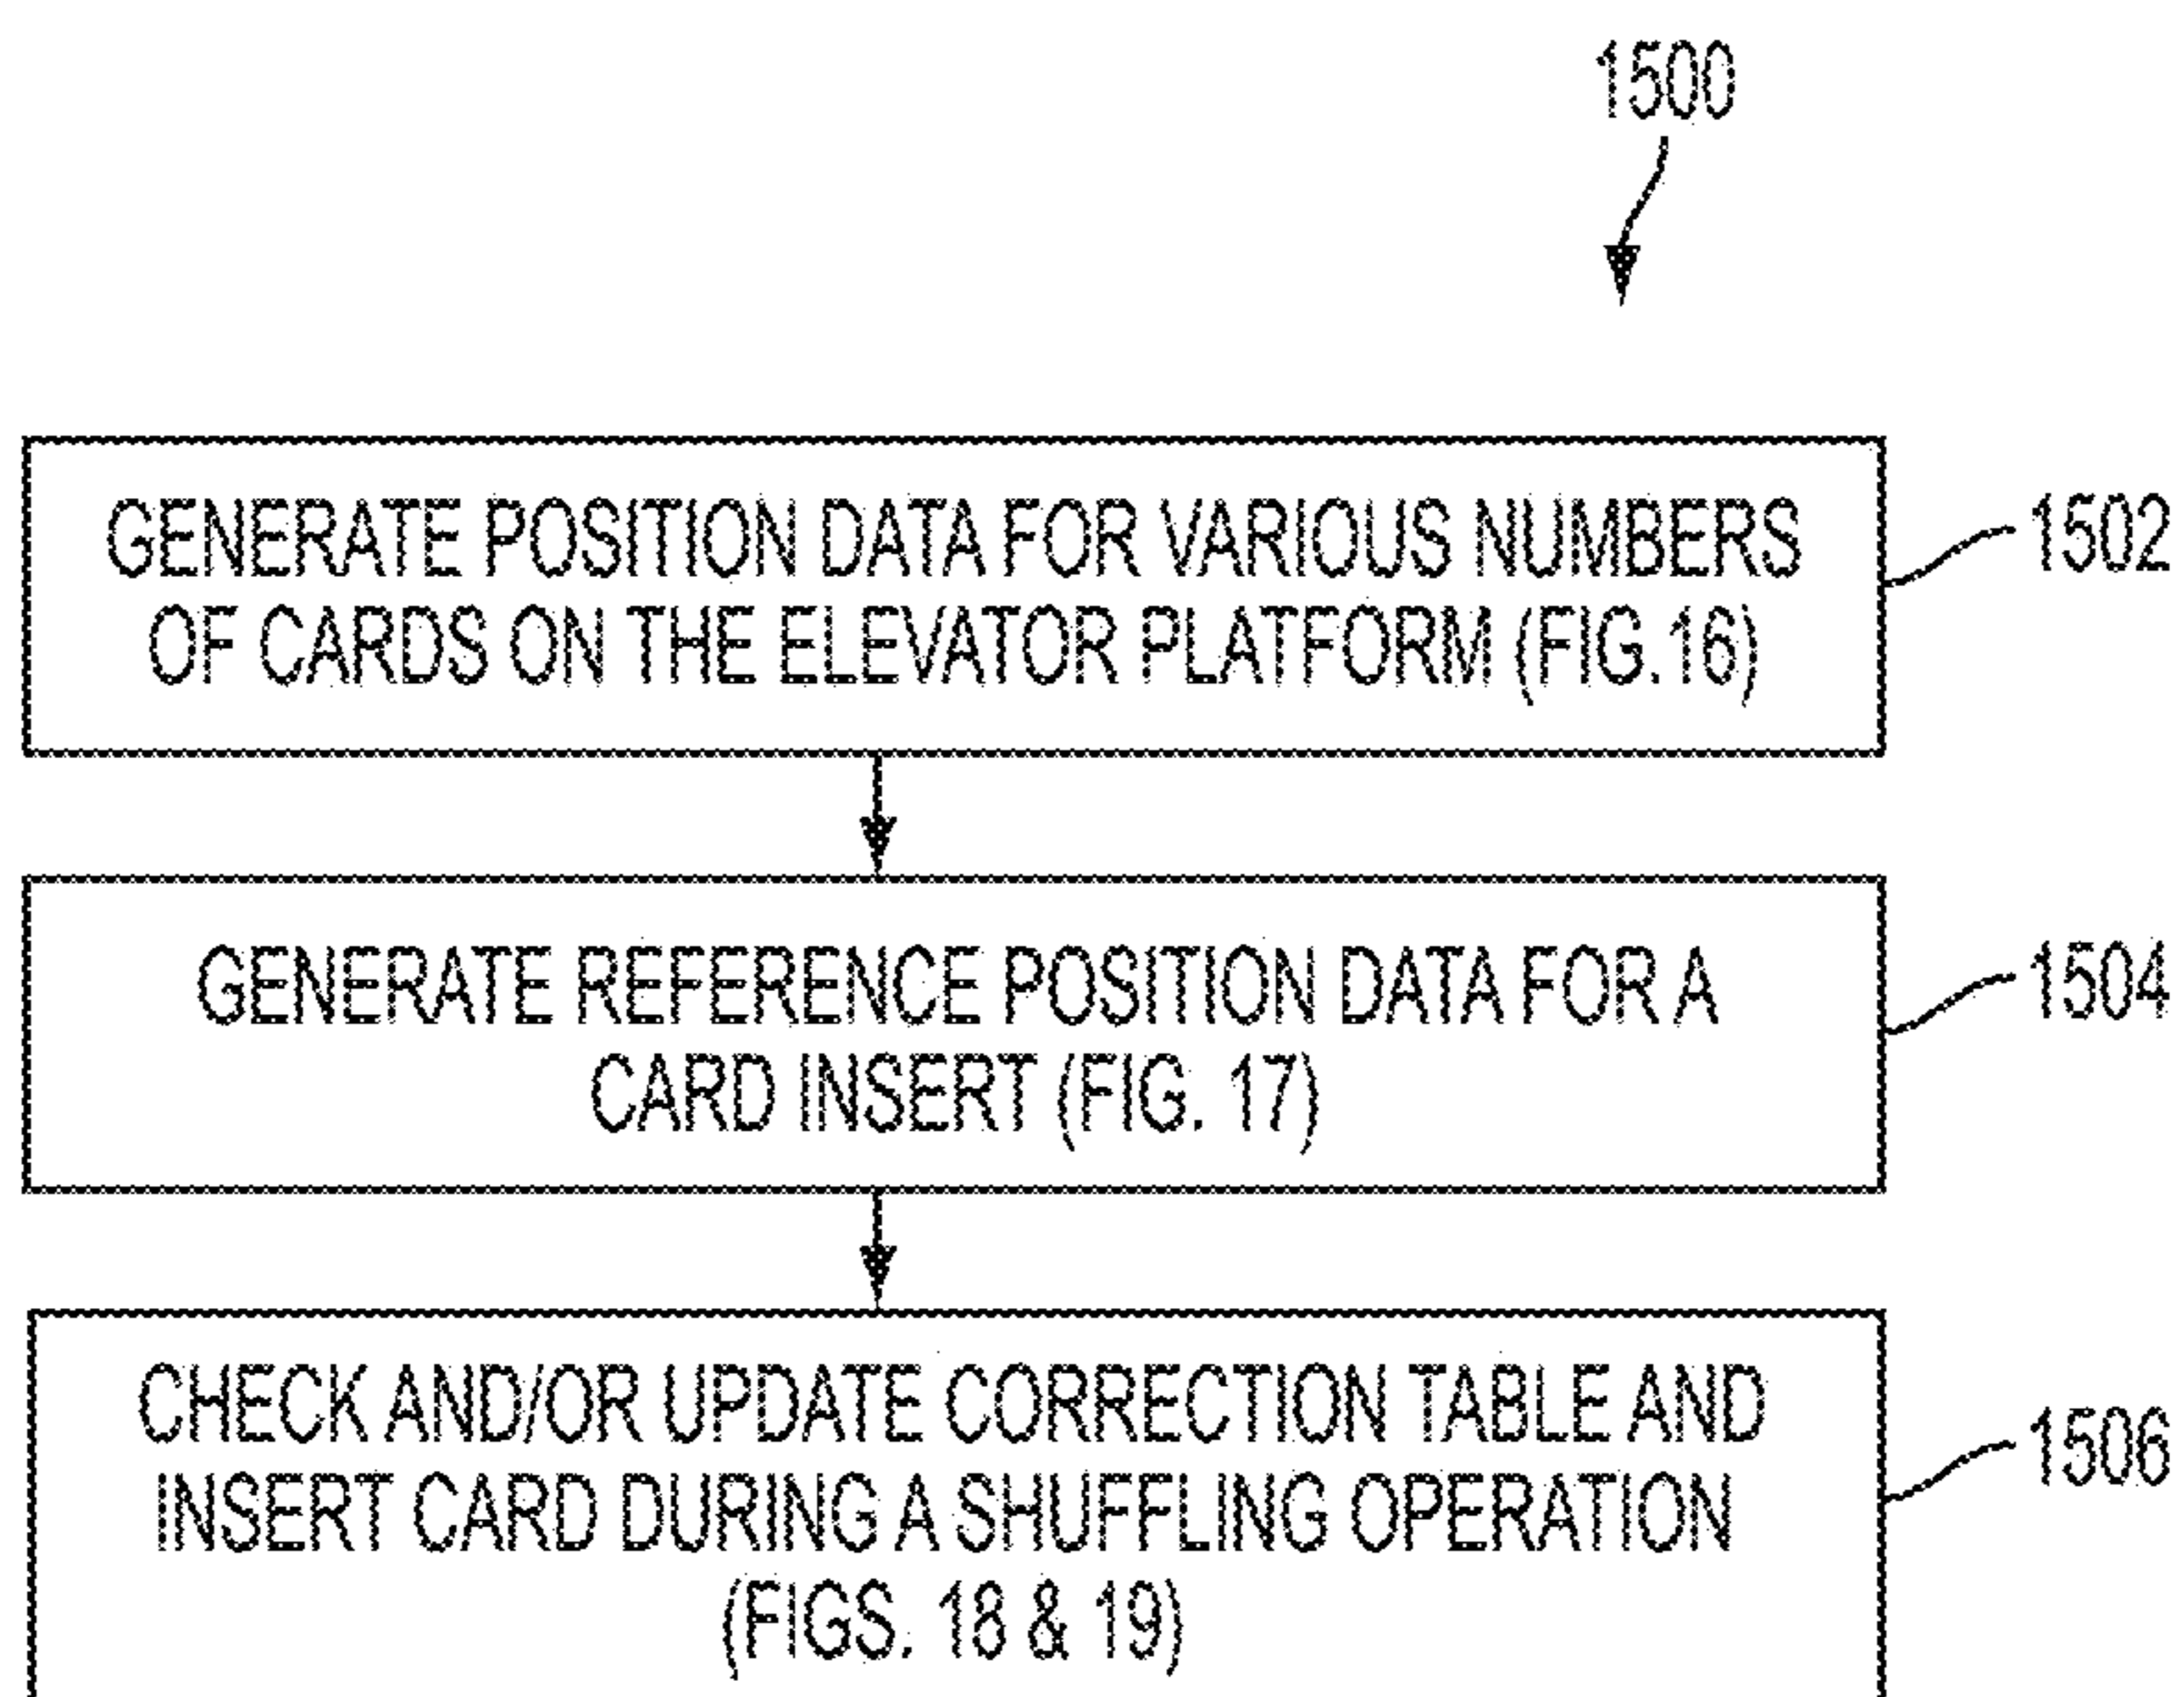 1500
GENERATE POSITION DATA FOR VARIOUS NUMBERS
OF CARDS ON THE ELEVATOR PLATFORM (FIG.16)
1502
GENERATE REFERENCE POSITION DATA FOR A
CARD INSERT (FIG. 17)
1504
CHECK AND/OR UPDATE CORRECTION TABLE AND
INSERT CARD DURING A SHUFFLING OPERATION
(FIGS. 18 & 19)
1506